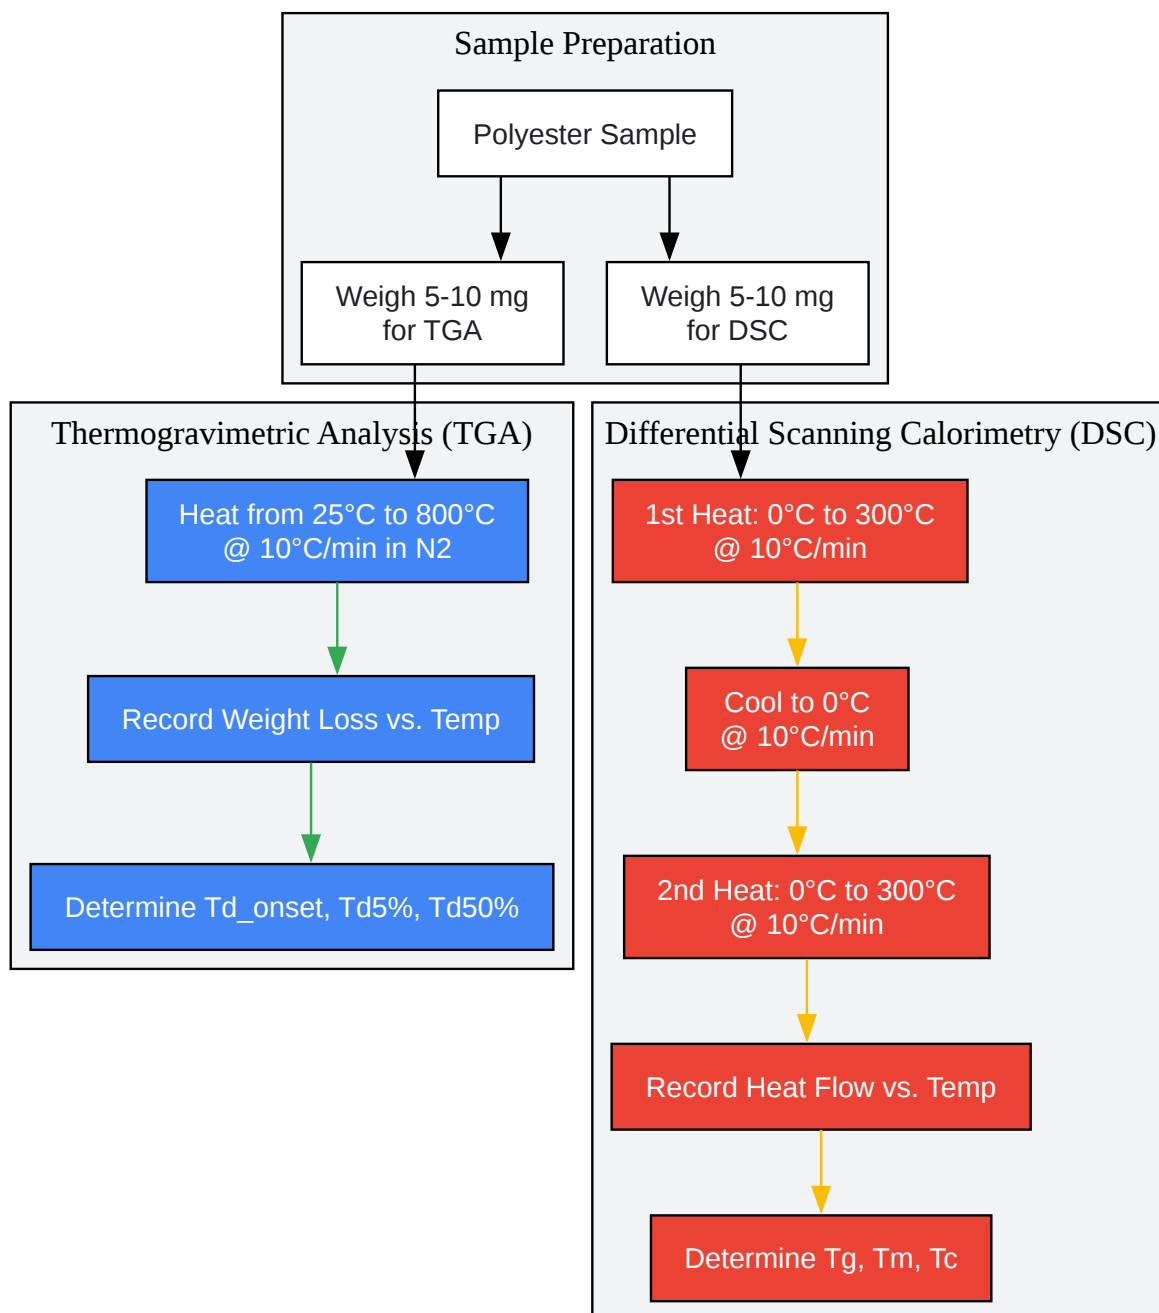 Sample Preparation
Polyester Sample
Weigh 5-10 mg
for TGA
Weigh 5-10 mg
for DSC
Thermogravimetric Analysis (TGA)
Heat from 25°C to 800°C
@ 10°C/min in N2
Record Weight Loss vs. Temp
Determine Td_onset, Td5%, Td50%
Differential Scanning Calorimetry (DSC)
1st Heat: 0°C to 300°C
@ 10°C/min
Cool to 0°C
@ 10°C/min
2nd Heat: 0°C to 300°C
@ 10°C/min
Record Heat Flow vs. Temp
Determine Tg, Tm, Tc